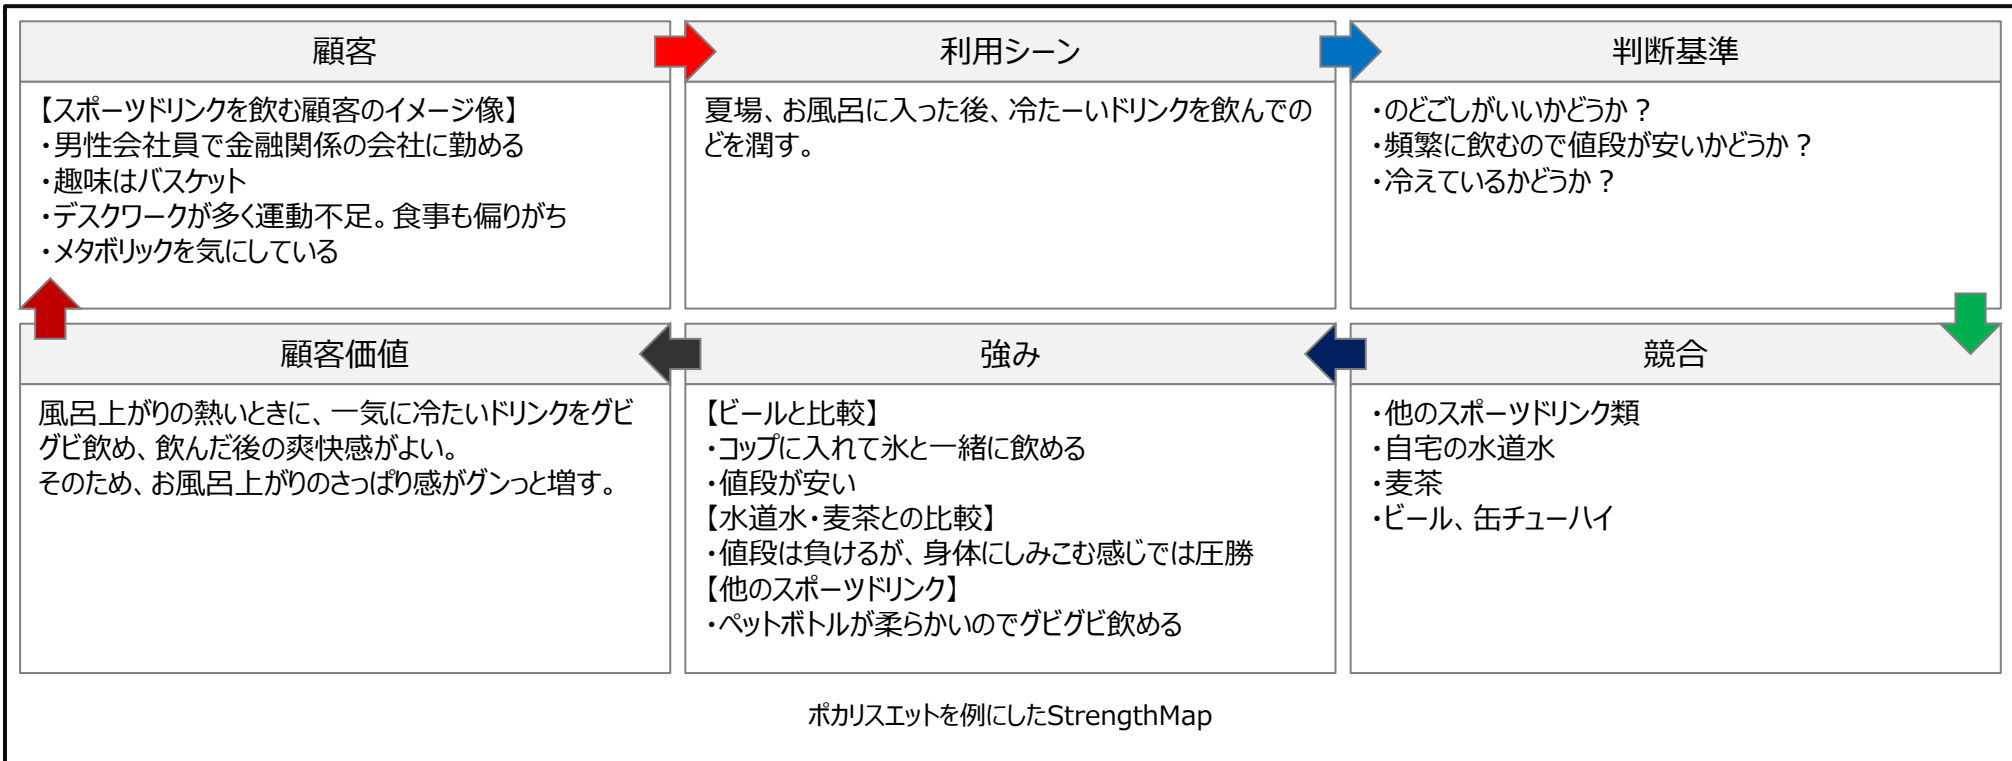 顧客
【スポーツドリンクを飲む顧客のイメージ像】
・男性会社員で金融関係の会社に勤める
・趣味はバスケット
・デスクワークが多く運動不足。食事も偏りがち
・メタボリックを気にしている
利用シーン
夏場、お風呂に入った後、冷たーいドリンクを飲んでの
どを潤す。
判断基準
・のどごしがいいかどうか？
・頻繁に飲むので値段が安いかどうか？
・冷えているかどうか？
顧客価値
風呂上がりの熱いときに、一気に冷たいドリンクをグビ
グビ飲め、飲んだ後の爽快感がよい。
そのため、お風呂上がりのさっぱり感がグンっと増す。
強み
【ビールと比較】
・コップに入れて氷と一緒に飲める
・値段が安い
【水道水・麦茶との比較】
・値段は負けるが、身体にしみこむ感じでは圧勝
【他のスポーツドリンク】
・ペットボトルが柔らかいのでグビグビ飲める
競合
・他のスポーツドリンク類
・自宅の水道水
・麦茶
・ビール、缶チューハイ
ポカリスエットを例にしたStrengthMap